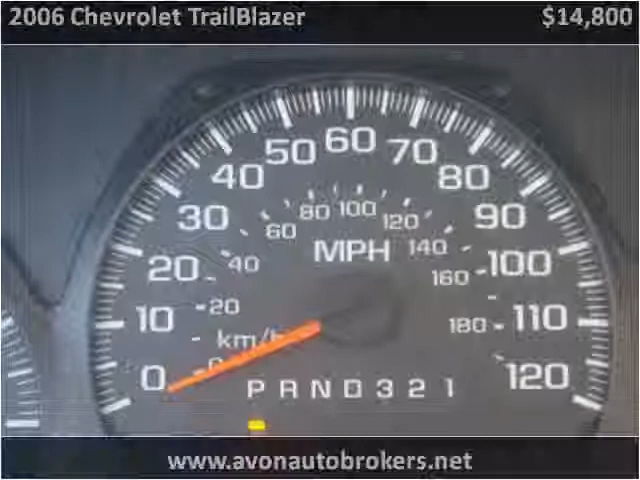 2006 Chevrolet TrailBlazer $14,800
0 10 20 30 40 50 60 70 80 90 100 110 120
MPH
0 20 40 60 80 100 120 140 160 180
km/h
P R N D 3 2 1
www.avonautobrokers.net